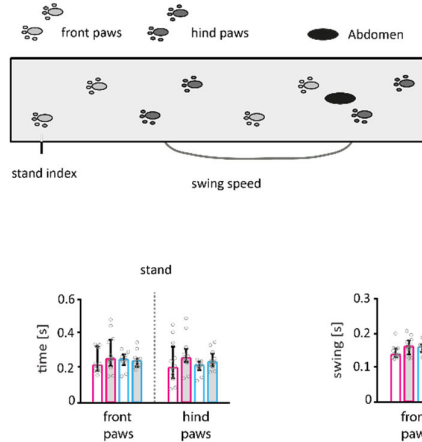 front paws
hind paws
Abdomen
stand index
swing speed
stand
time [s]
0.6
0.4
0.2
0
front
paws
hind
paws
swing [s]
0.3
0.2
0.1
0